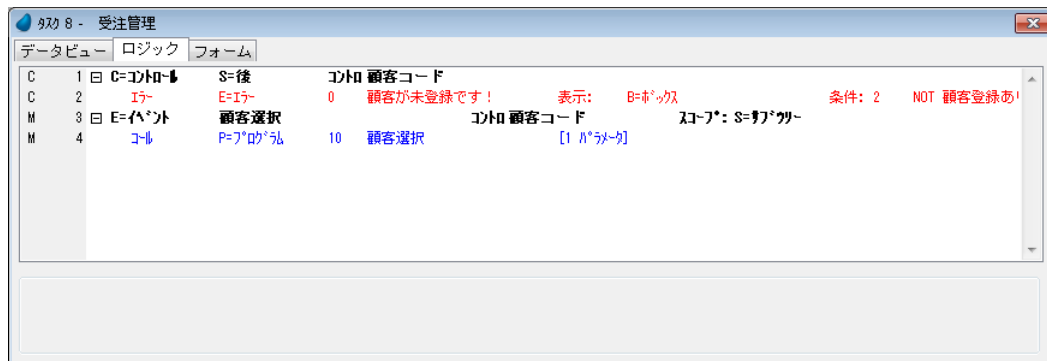 ﾀｽｸ 8 - 受注管理
データビュー ロジック フォーム
C 1 C=ｺﾝﾄﾛｰﾙ S=後 ｺﾝﾄﾛ 顧客コード
C 2 ｴﾗｰ E=ｴﾗｰ 0 顧客が未登録です！ 表示: B=ﾎﾞｯｸｽ 条件: 2 NOT 顧客登録あ
M 3 E=ｲﾍﾞﾝﾄ 顧客選択 ｺﾝﾄﾛ 顧客コード ｽｺｰﾌﾟ: S=ｻﾌﾞﾂﾘｰ
M 4 ｺｰﾙ P=ﾌﾟﾛｸﾞﾗﾑ 10 顧客選択 [1 ﾊﾟﾗﾒｰﾀ]